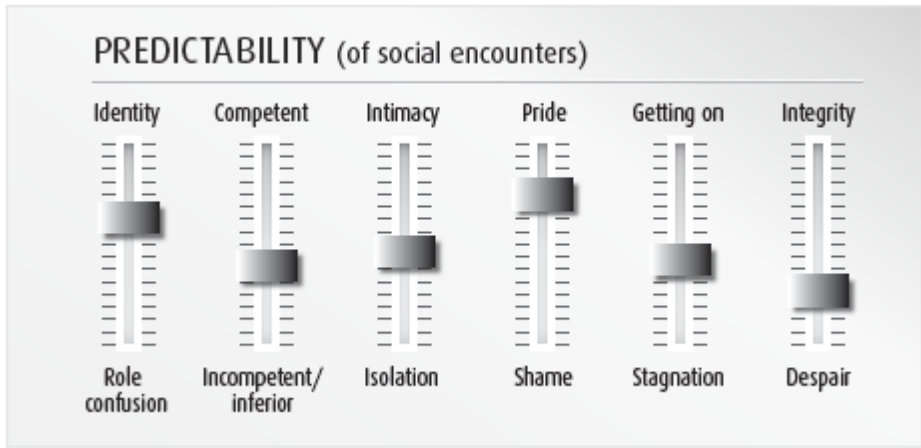 PREDICTABILITY (of social encounters)
Identity Competent Intimacy Pride Getting on Integrity
Role confusion Incompetent/ inferior Isolation Shame Stagnation Despair